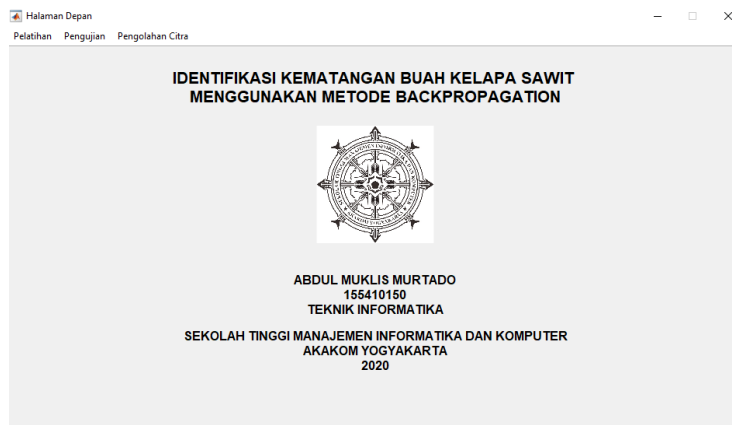 Halaman Depan
Pelatihan Pengujian Pengolahan Citra
IDENTIFIKASI KEMATANGAN BUAH KELAPA SAWIT
MENGGUNAKAN METODE BACKPROPAGATION
ABDUL MUKLIS MURTADO
155410150
TEKNIK INFORMATIKA
SEKOLAH TINGGI MANAJEMEN INFORMATIKA DAN KOMPUTER
AKAKOM YOGYAKARTA
2020